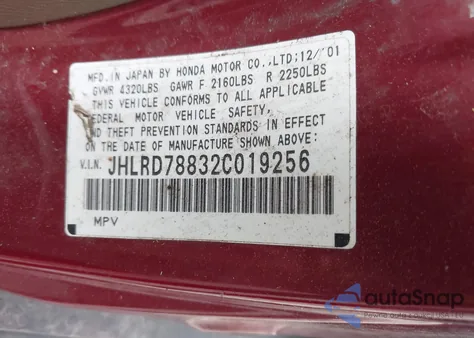 MFD. IN JAPAN BY HONDA MOTOR CO.,LTD;12/'01
GVWR 4320LBS GAWR F 2160LBS R 2250LBS
THIS VEHICLE CONFORMS TO ALL APPLICABLE
FEDERAL MOTOR VEHICLE SAFETY,
AND THEFT PREVENTION STANDARDS IN EFFECT
ON THE DATE OF MANUFACTURE SHOWN ABOVE:
V.I.N. JHLRD78832C019256
MPV
autoSnap